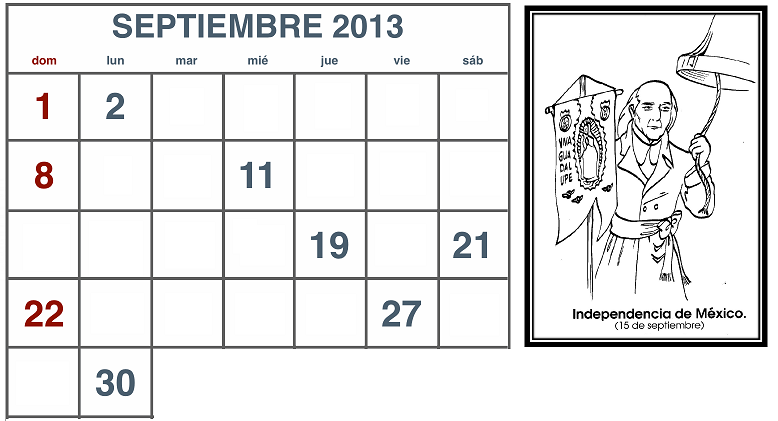 SEPTIEMBRE 2013
dom lun mar mié jue vie sáb
1 2
8 11
19 21
22 27
30
VIVA
GUA
DAL
UPE
Independencia de México.
(15 de septiembre)